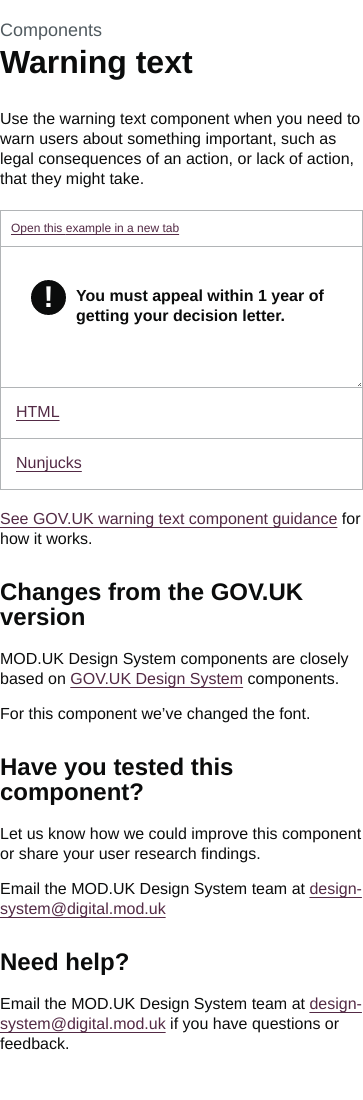 Components
Warning text
Use the warning text component when you need to
warn users about something important, such as
legal consequences of an action, or lack of action,
that they might take.
Open this example in a new tab
! You must appeal within 1 year of
getting your decision letter.
HTML
Nunjucks
See GOV.UK warning text component guidance for
how it works.
Changes from the GOV.UK
version
MOD.UK Design System components are closely
based on GOV.UK Design System components.
For this component we’ve changed the font.
Have you tested this
component?
Let us know how we could improve this component
or share your user research findings.
Email the MOD.UK Design System team at design-
system@digital.mod.uk
Need help?
Email the MOD.UK Design System team at design-
system@digital.mod.uk if you have questions or
feedback.